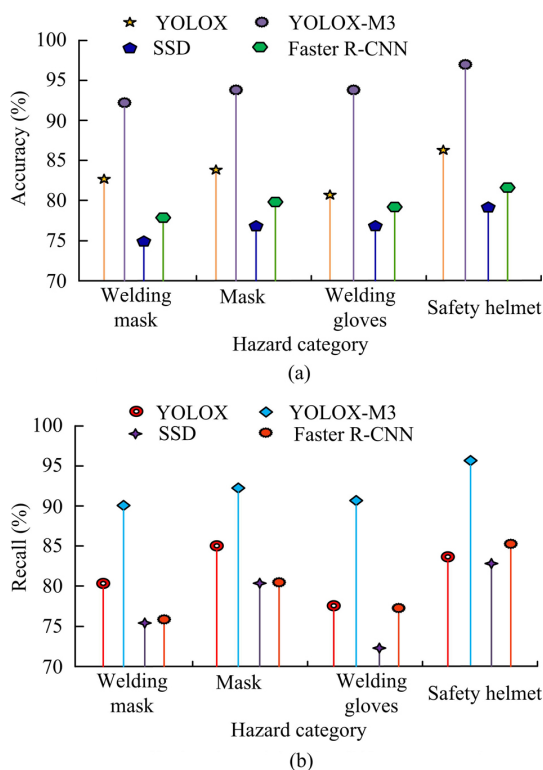 YOLOX YOLOX-M3
SSD Faster R-CNN
100
95
90
85
80
75
70
Accuracy (%)
Welding mask Mask Welding gloves Safety helmet
Hazard category
(a)
YOLOX YOLOX-M3
SSD Faster R-CNN
100
95
90
85
80
75
70
Recall (%)
Welding mask Mask Welding gloves Safety helmet
Hazard category
(b)